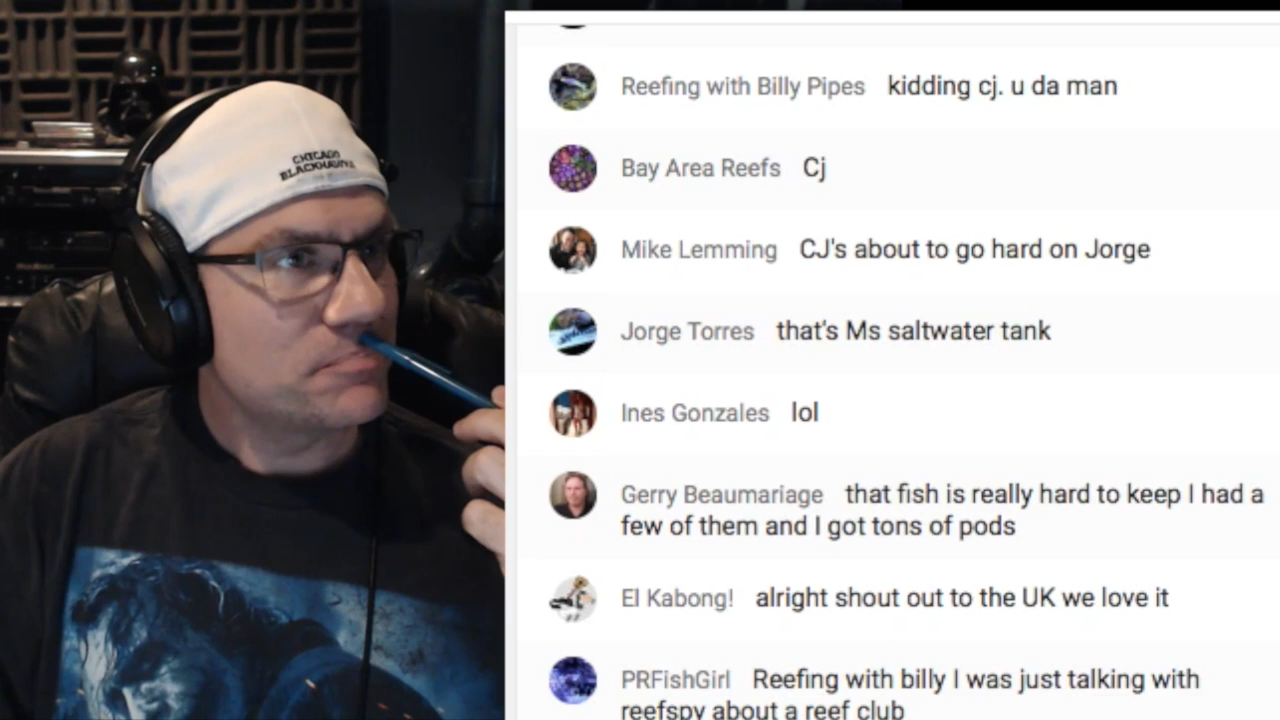 CHICAGO
BLACKHAWKS
Reefing with Billy Pipes kidding cj. u da man
Bay Area Reefs Cj
Mike Lemming CJ's about to go hard on Jorge
Jorge Torres that's Ms saltwater tank
Ines Gonzales lol
Gerry Beaumariage that fish is really hard to keep I had a
few of them and I got tons of pods
El Kabong! alright shout out to the UK we love it
PRFishGirl Reefing with billy I was just talking with
reefspy about a reef club